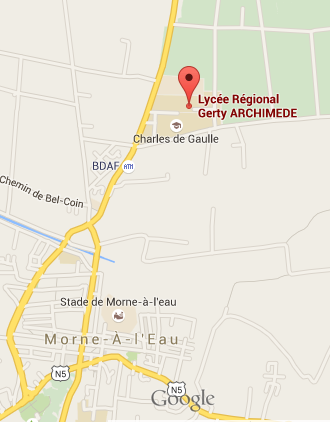 Lycée Régional
Gerty ARCHIMEDE
Charles de Gaulle
BDAF
Chemin de Bel-Coin
Stade de Morne-à-l'eau
Morne-À-l'Eau
N5
N5
Google